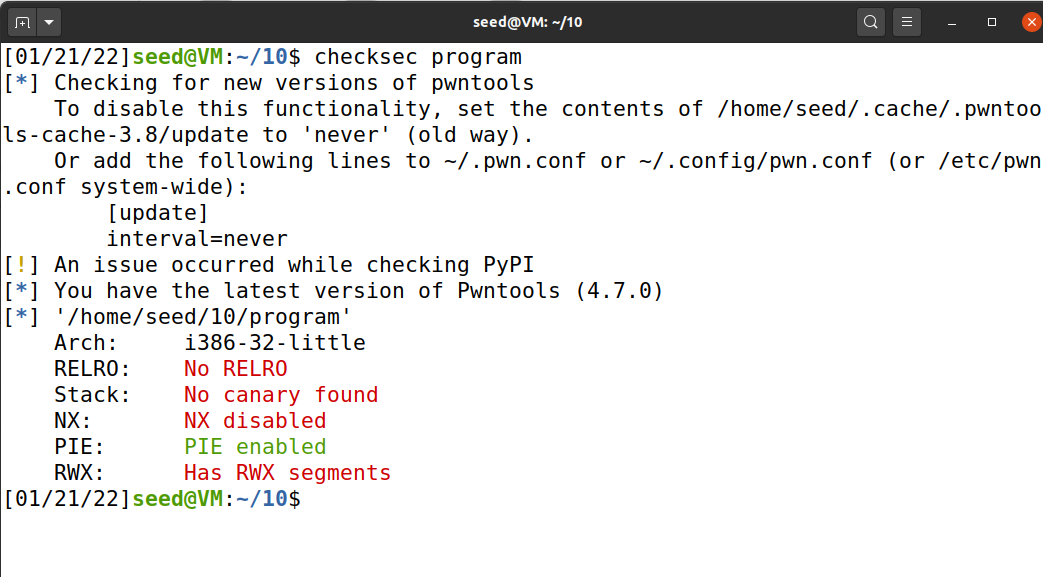 seed@VM: ~/10
[01/21/22]seed@VM:~/10$ checksec program
[*] Checking for new versions of pwntools
    To disable this functionality, set the contents of /home/seed/.cache/.pwntoo
ls-cache-3.8/update to 'never' (old way).
    Or add the following lines to ~/.pwn.conf or ~/.config/pwn.conf (or /etc/pwn
.conf system-wide):
        [update]
        interval=never
[!] An issue occurred while checking PyPI
[*] You have the latest version of Pwntools (4.7.0)
[*] '/home/seed/10/program'
    Arch:     i386-32-little
    RELRO:    No RELRO
    Stack:    No canary found
    NX:       NX disabled
    PIE:      PIE enabled
    RWX:      Has RWX segments
[01/21/22]seed@VM:~/10$